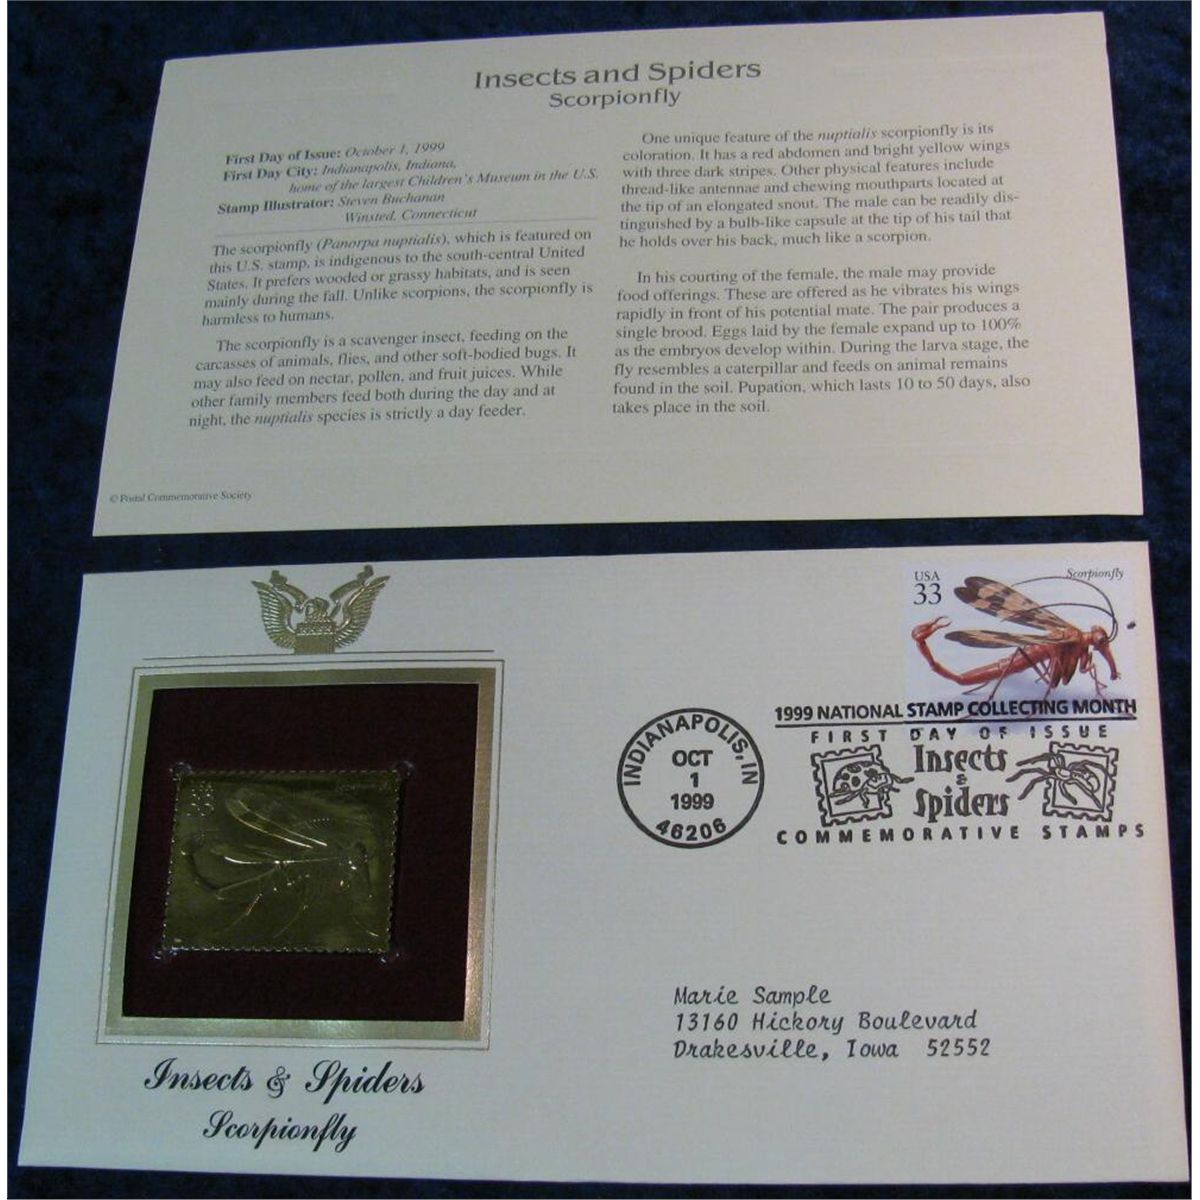 Insects and Spiders
Scorpionfly
First Day of Issue: October 1, 1999
First Day City: Indianapolis, Indiana,
home of the largest Children's Museum in the U.S.
Stamp Illustrator: Steven Buchanan
Winsted, Connecticut
The scorpionfly (Panorpa nuptialis), which is featured on
this U.S. stamp, is indigenous to the south-central United
States. It prefers wooded or grassy habitats, and is seen
mainly during the fall. Unlike scorpions, the scorpionfly is
harmless to humans.
The scorpionfly is a scavenger insect, feeding on the
carcasses of animals, flies, and other soft-bodied bugs. It
may also feed on nectar, pollen, and fruit juices. While
other family members feed both during the day and at
night, the nuptialis species is strictly a day feeder.
One unique feature of the nuptialis scorpionfly is its
coloration. It has a red abdomen and bright yellow wings
with three dark stripes. Other physical features include
thread-like antennae and chewing mouthparts located at
the tip of an elongated snout. The male can be readily dis-
tinguished by a bulb-like capsule at the tip of his tail that
he holds over his back, much like a scorpion.
In his courting of the female, the male may provide
food offerings. These are offered as he vibrates his wings
rapidly in front of his potential mate. The pair produces a
single brood. Eggs laid by the female expand up to 100%
as the embryos develop within. During the larva stage, the
fly resembles a caterpillar and feeds on animal remains
found in the soil. Pupation, which lasts 10 to 50 days, also
takes place in the soil.
© Postal Commemorative Society
USA
33
Scorpionfly
1999 NATIONAL STAMP COLLECTING MONTH
FIRST DAY OF ISSUE
Insects
&
Spiders
COMMEMORATIVE STAMPS
INDIANAPOLIS, IN
OCT
1
1999
46206
33
Scorpionfly
Marie Sample
13160 Hickory Boulevard
Drakesville, Iowa 52552
Insects & Spiders
Scorpionfly